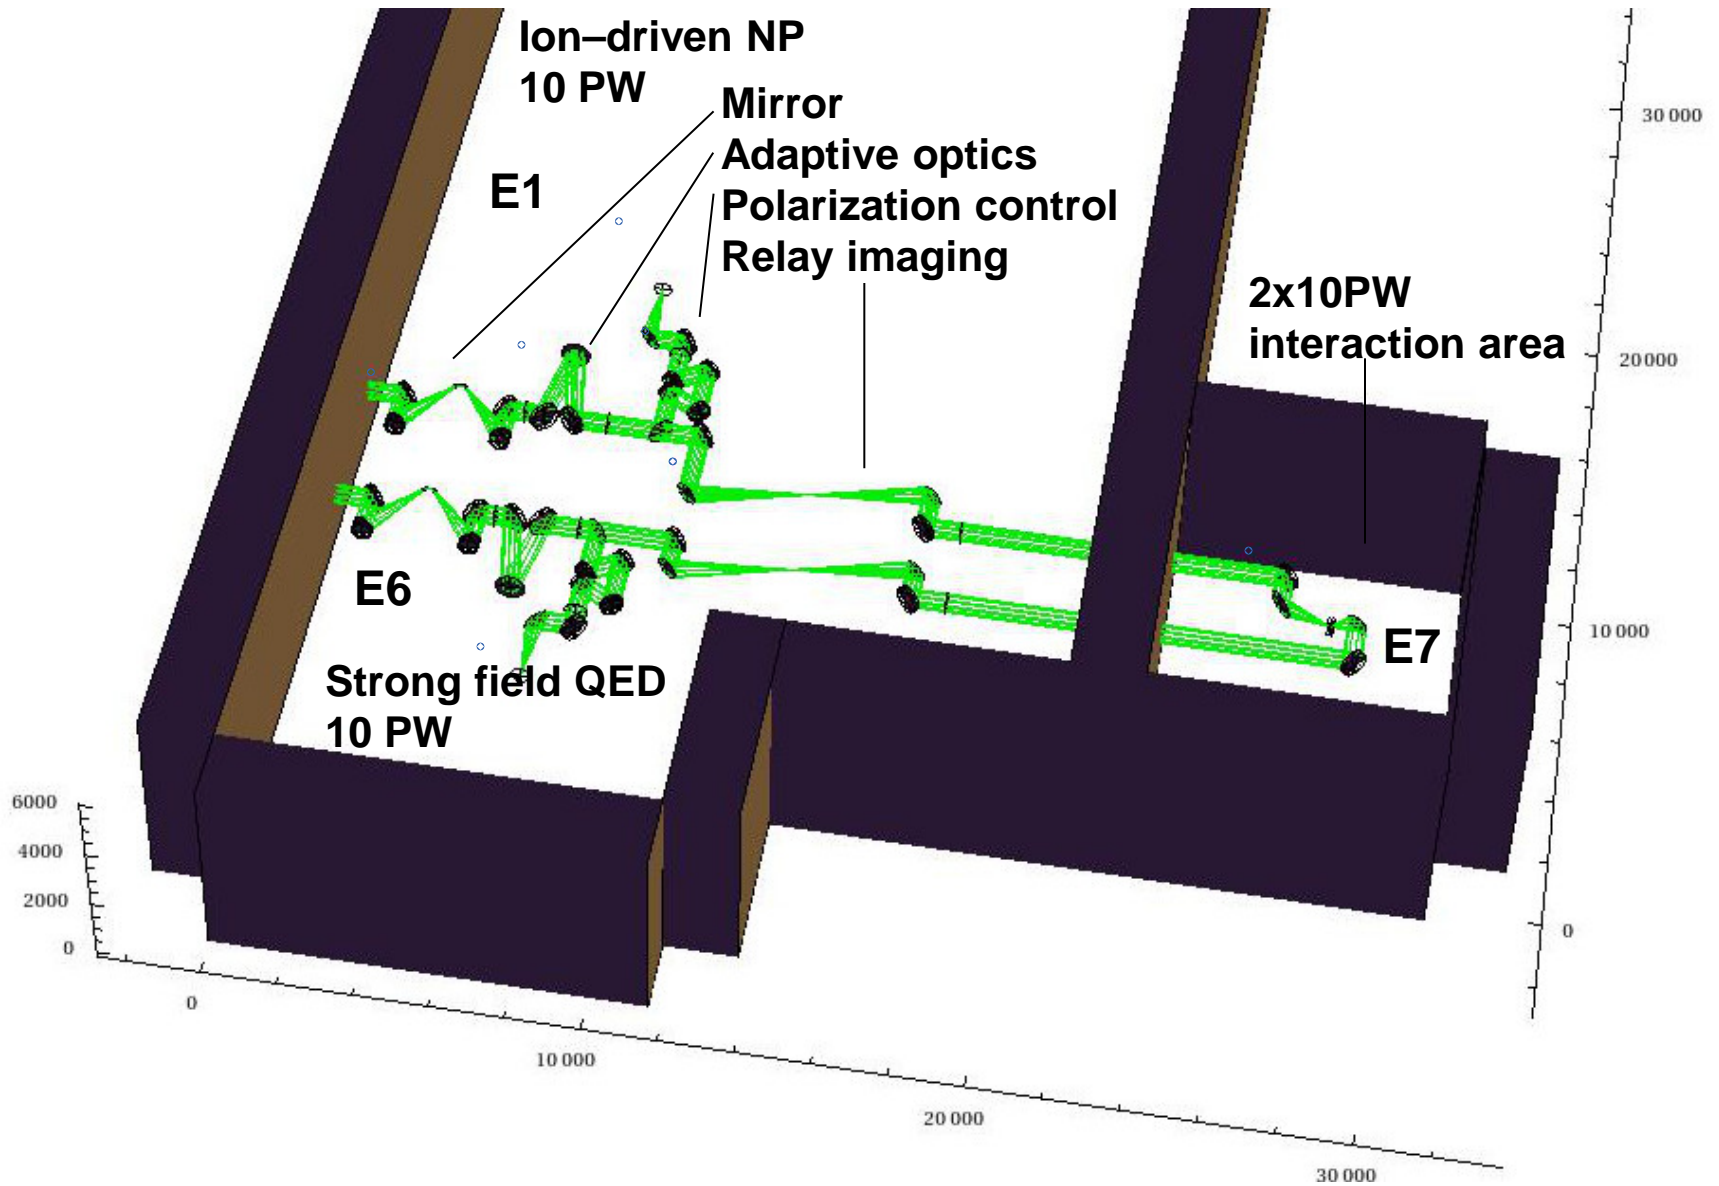 Ion–driven NP
10 PW
Mirror
Adaptive optics
Polarization control
Relay imaging
E1
2x10PW
interaction area
E6
E7
Strong field QED
10 PW
30 000
20 000
10 000
0
6000
4000
2000
0
0
10 000
20 000
30 000